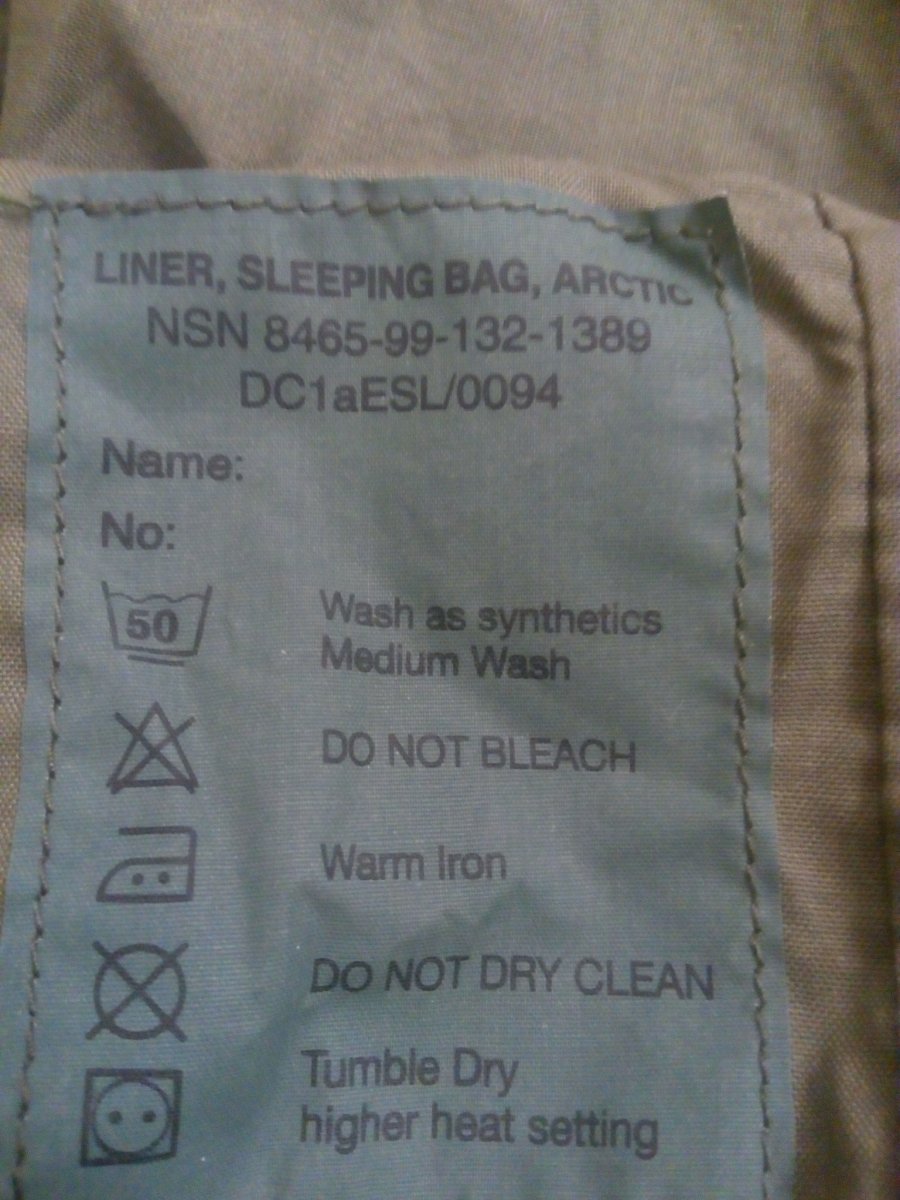 LINER, SLEEPING BAG, ARCTIC
NSN 8465-99-132-1389
DC1aESL/0094
Name:
No:
50
Wash as synthetics
Medium Wash
DO NOT BLEACH
Warm Iron
DO NOT DRY CLEAN
Tumble Dry
higher heat setting